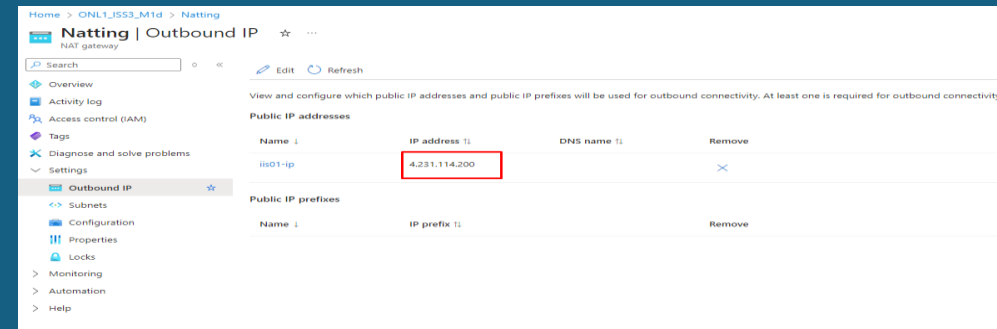 Home > ONL1_ISS3_M1d > Natting
Natting | Outbound IP
NAT gateway
Search
Edit Refresh
Overview
Activity log
Access control (IAM)
Tags
Diagnose and solve problems
Settings
Outbound IP
Subnets
Configuration
Properties
Locks
Monitoring
Automation
Help
View and configure which public IP addresses and public IP prefixes will be used for outbound connectivity. At least one is required for outbound connectivity
Public IP addresses
Name ↓ IP address ↑↓ DNS name ↑↓ Remove
iis01-ip 4.231.114.200
Public IP prefixes
Name ↓ IP prefix ↑↓ Remove